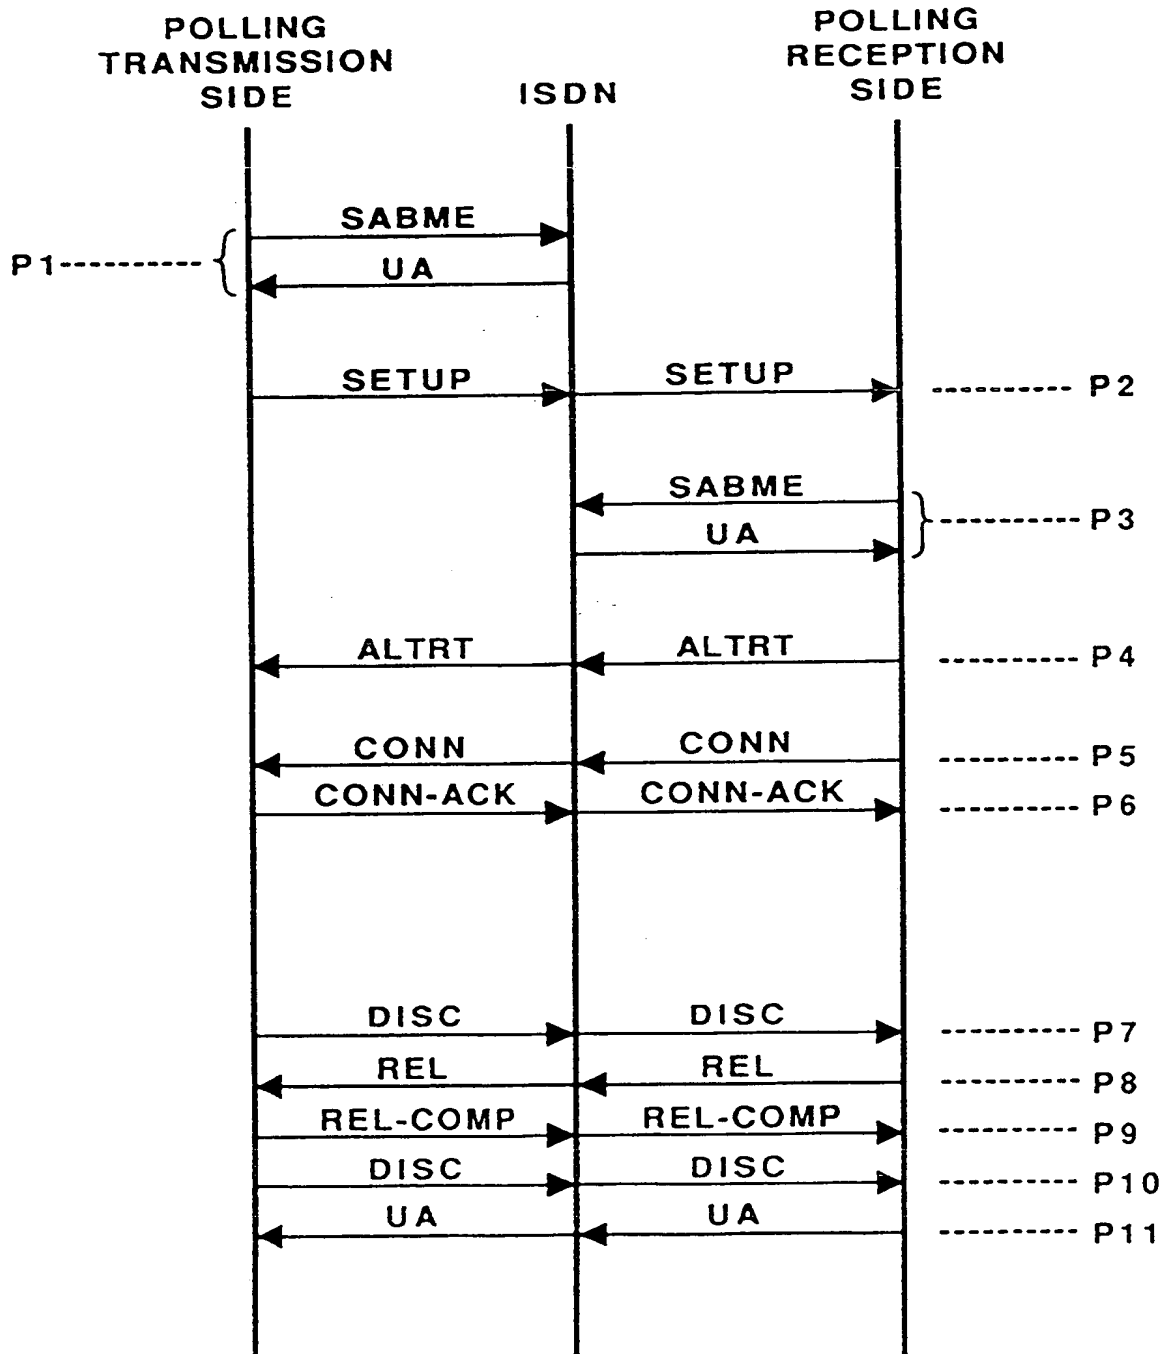 POLLING
TRANSMISSION
SIDE
ISDN
POLLING
RECEPTION
SIDE
SABME
P1
UA
SETUP
SETUP
P2
SABME
UA
P3
ALTRT
ALTRT
P4
CONN
CONN
P5
CONN-ACK
CONN-ACK
P6
DISC
DISC
P7
REL
REL
P8
REL-COMP
REL-COMP
P9
DISC
DISC
P10
UA
UA
P11